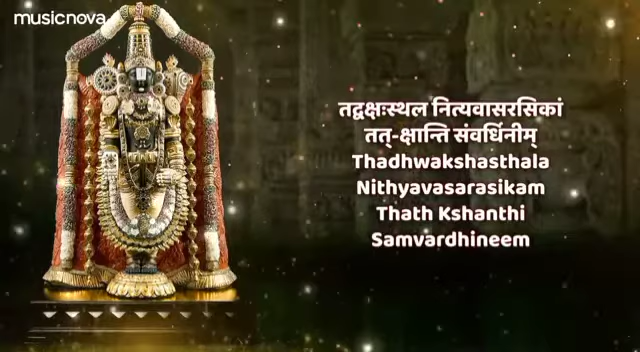 musicnova
तद्वक्षःस्थल नित्यवासरसिकां
तत्-क्षान्ति संवर्धिनीम्
Thadhwakshasthala
Nithyavasarasikam
Thath Kshanthi
Samvardhineem